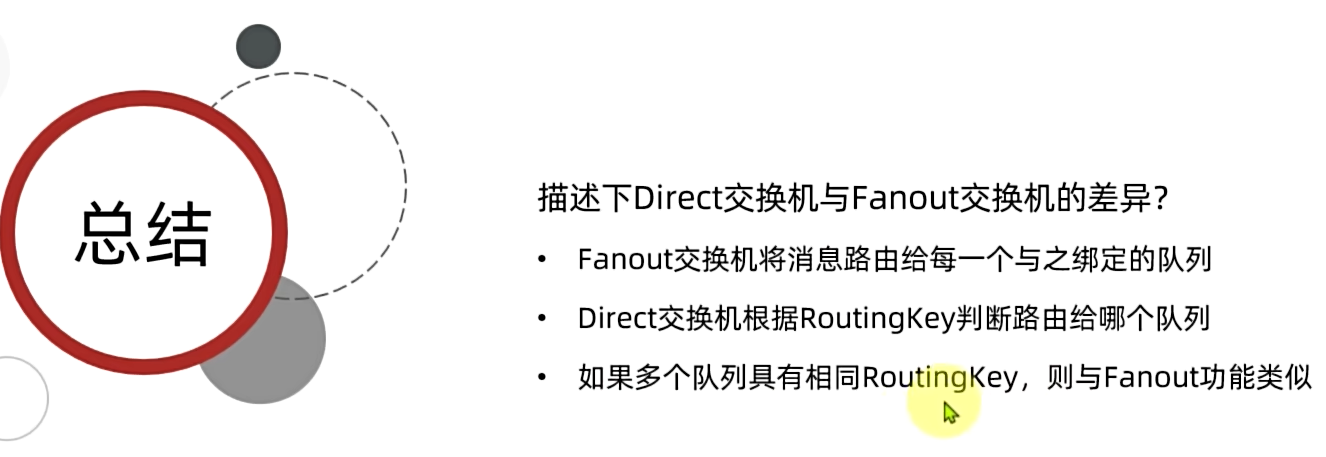 总结
描述下Direct交换机与Fanout交换机的差异？
• Fanout交换机将消息路由给每一个与之绑定的队列
• Direct交换机根据RoutingKey判断路由给哪个队列
• 如果多个队列具有相同RoutingKey，则与Fanout功能类似